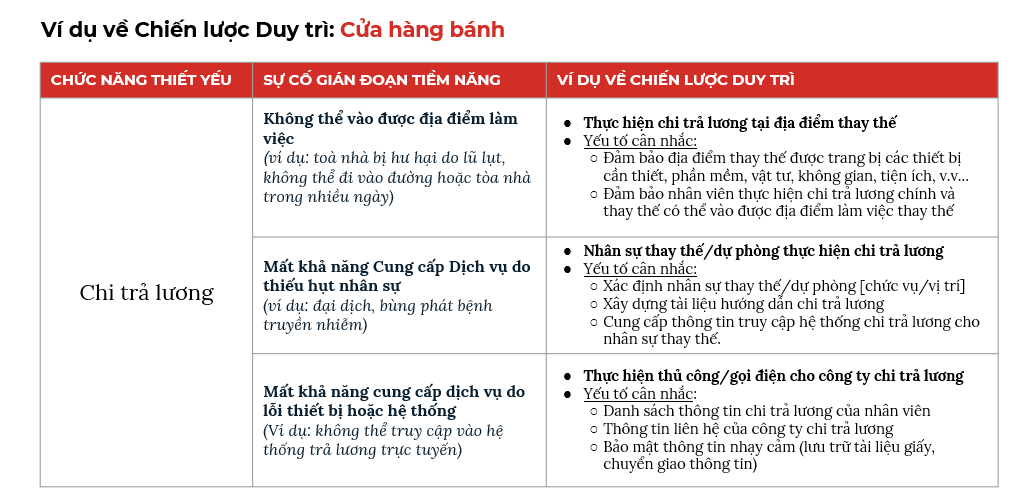 Ví dụ về Chiến lược Duy trì: Cửa hàng bánh
CHỨC NĂNG THIẾT YẾU
SỰ CỐ GIÁN ĐOẠN TIỀM NĂNG
VÍ DỤ VỀ CHIẾN LƯỢC DUY TRÌ
Chi trả lương
Không thể vào được địa điểm làm
việc
(ví dụ: toà nhà bị hư hại do lũ lụt,
không thể đi vào đường hoặc tòa nhà
trong nhiều ngày)
● Thực hiện chi trả lương tại địa điểm thay thế
● Yếu tố cân nhắc:
○ Đảm bảo địa điểm thay thế được trang bị các thiết bị
cần thiết, phần mềm, vật tư, không gian, tiện ích, v.v...
○ Đảm bảo nhân viên thực hiện chi trả lương chính và
thay thế có thể vào được địa điểm làm việc thay thế
Mất khả năng Cung cấp Dịch vụ do
thiếu hụt nhân sự
(ví dụ: đại dịch, bùng phát bệnh
truyền nhiễm)
● Nhân sự thay thế/dự phòng thực hiện chi trả lương
● Yếu tố cân nhắc:
○ Xác định nhân sự thay thế/dự phòng [chức vụ/vị trí]
○ Xây dựng tài liệu hướng dẫn chi trả lương
○ Cung cấp thông tin truy cập hệ thống chi trả lương cho
nhân sự thay thế.
Mất khả năng cung cấp dịch vụ do
lỗi thiết bị hoặc hệ thống
(Ví dụ: không thể truy cập vào hệ
thống trả lương trực tuyến)
● Thực hiện thủ công/gọi điện cho công ty chi trả lương
● Yếu tố cân nhắc:
○ Danh sách thông tin chi trả lương của nhân viên
○ Thông tin liên hệ của công ty chi trả lương
○ Bảo mật thông tin nhạy cảm (lưu trữ tài liệu giấy,
chuyển giao thông tin)